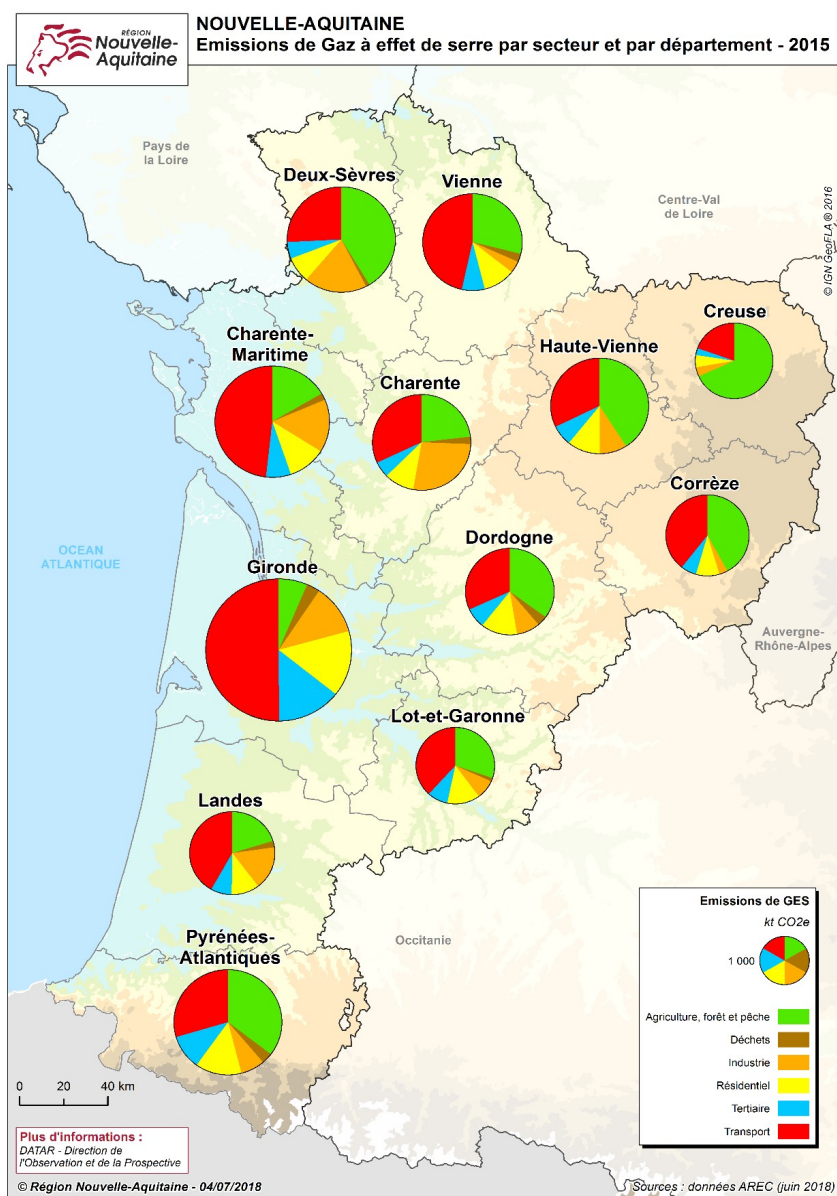 RÉGION
Nouvelle-
Aquitaine
NOUVELLE-AQUITAINE
Emissions de Gaz à effet de serre par secteur et par département - 2015
Pays de
la Loire
Deux-Sèvres
Vienne
Centre-Val
de Loire
© IGN GéoFLA ® 2016
Creuse
Charente-
Maritime
Haute-Vienne
Charente
Corrèze
Dordogne
OCEAN
ATLANTIQUE
Gironde
Auvergne-
Rhône-Alpes
Lot-et-Garonne
Landes
Emissions de GES
kt CO2e
1 000
Agriculture, forêt et pêche
Déchets
Industrie
Résidentiel
Tertiaire
Transport
Occitanie
Pyrénées-
Atlantiques
0 20 40 km
Plus d'informations :
DATAR - Direction de
l'Observation et de la Prospective
© Région Nouvelle-Aquitaine - 04/07/2018
Sources : données AREC (juin 2018)